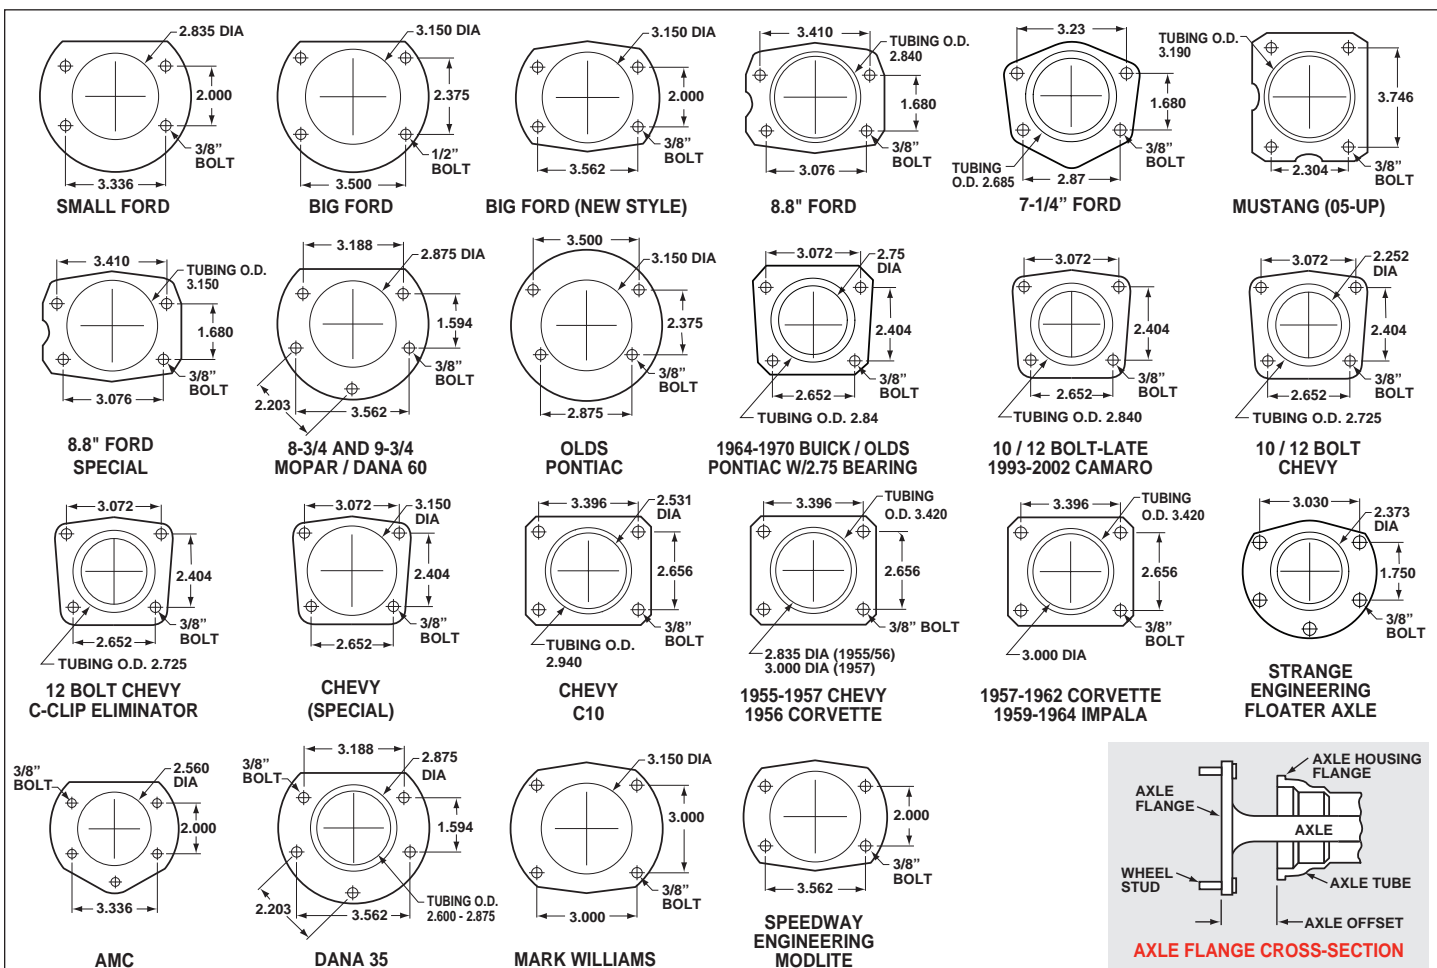 2.835 DIA
2.000
3/8”
BOLT
3.336
SMALL FORD
3.150 DIA
2.375
1/2”
BOLT
3.500
BIG FORD
3.150 DIA
2.000
3/8”
BOLT
3.562
BIG FORD (NEW STYLE)
3.410
TUBING O.D.
2.840
1.680
3/8”
BOLT
3.076
8.8" FORD
3.23
1.680
3/8”
BOLT
TUBING
O.D. 2.685
2.87
7-1/4” FORD
TUBING O.D.
3.190
3.746
3/8”
BOLT
2.304
MUSTANG (05-UP)
3.410
TUBING O.D.
3.150
1.680
3/8”
BOLT
3.076
8.8" FORD
SPECIAL
3.188
2.875 DIA
1.594
3/8”
BOLT
2.203
3.562
8-3/4 AND 9-3/4
MOPAR / DANA 60
3.500
3.150 DIA
2.375
3/8”
BOLT
2.875
OLDS
PONTIAC
3.072
2.75
DIA
2.404
3/8”
BOLT
2.652
TUBING O.D. 2.84
1964-1970 BUICK / OLDS
PONTIAC W/2.75 BEARING
3.072
2.404
3/8”
BOLT
2.652
TUBING O.D. 2.840
10 / 12 BOLT-LATE
1993-2002 CAMARO
3.072
2.252
DIA
2.404
3/8”
BOLT
2.652
TUBING O.D. 2.725
10 / 12 BOLT
CHEVY
3.072
2.404
3/8”
BOLT
2.652
TUBING O.D. 2.725
12 BOLT CHEVY
C-CLIP ELIMINATOR
3.072
3.150
DIA
2.404
3/8”
BOLT
2.652
CHEVY
(SPECIAL)
3.396
2.531
DIA
2.656
3/8”
BOLT
TUBING O.D.
2.940
CHEVY
C10
3.396
TUBING
O.D. 3.420
2.656
3/8” BOLT
2.835 DIA (1955/56)
3.000 DIA (1957)
1955-1957 CHEVY
1956 CORVETTE
3.396
TUBING
O.D. 3.420
2.656
3/8”
BOLT
3.000 DIA
1957-1962 CORVETTE
1959-1964 IMPALA
3.030
2.373
DIA
1.750
3/8”
BOLT
STRANGE
ENGINEERING
FLOATER AXLE
3/8”
BOLT
2.560
DIA
2.000
3.336
AMC
3/8”
BOLT
3.188
2.875
DIA
1.594
2.203
3.562
TUBING O.D.
2.600 - 2.875
DANA 35
3.150 DIA
3.000
3/8”
BOLT
3.000
MARK WILLIAMS
2.000
3/8”
BOLT
3.562
SPEEDWAY
ENGINEERING
MODLITE
AXLE HOUSING
FLANGE
AXLE
FLANGE
AXLE
WHEEL
STUD
AXLE TUBE
AXLE OFFSET
AXLE FLANGE CROSS-SECTION